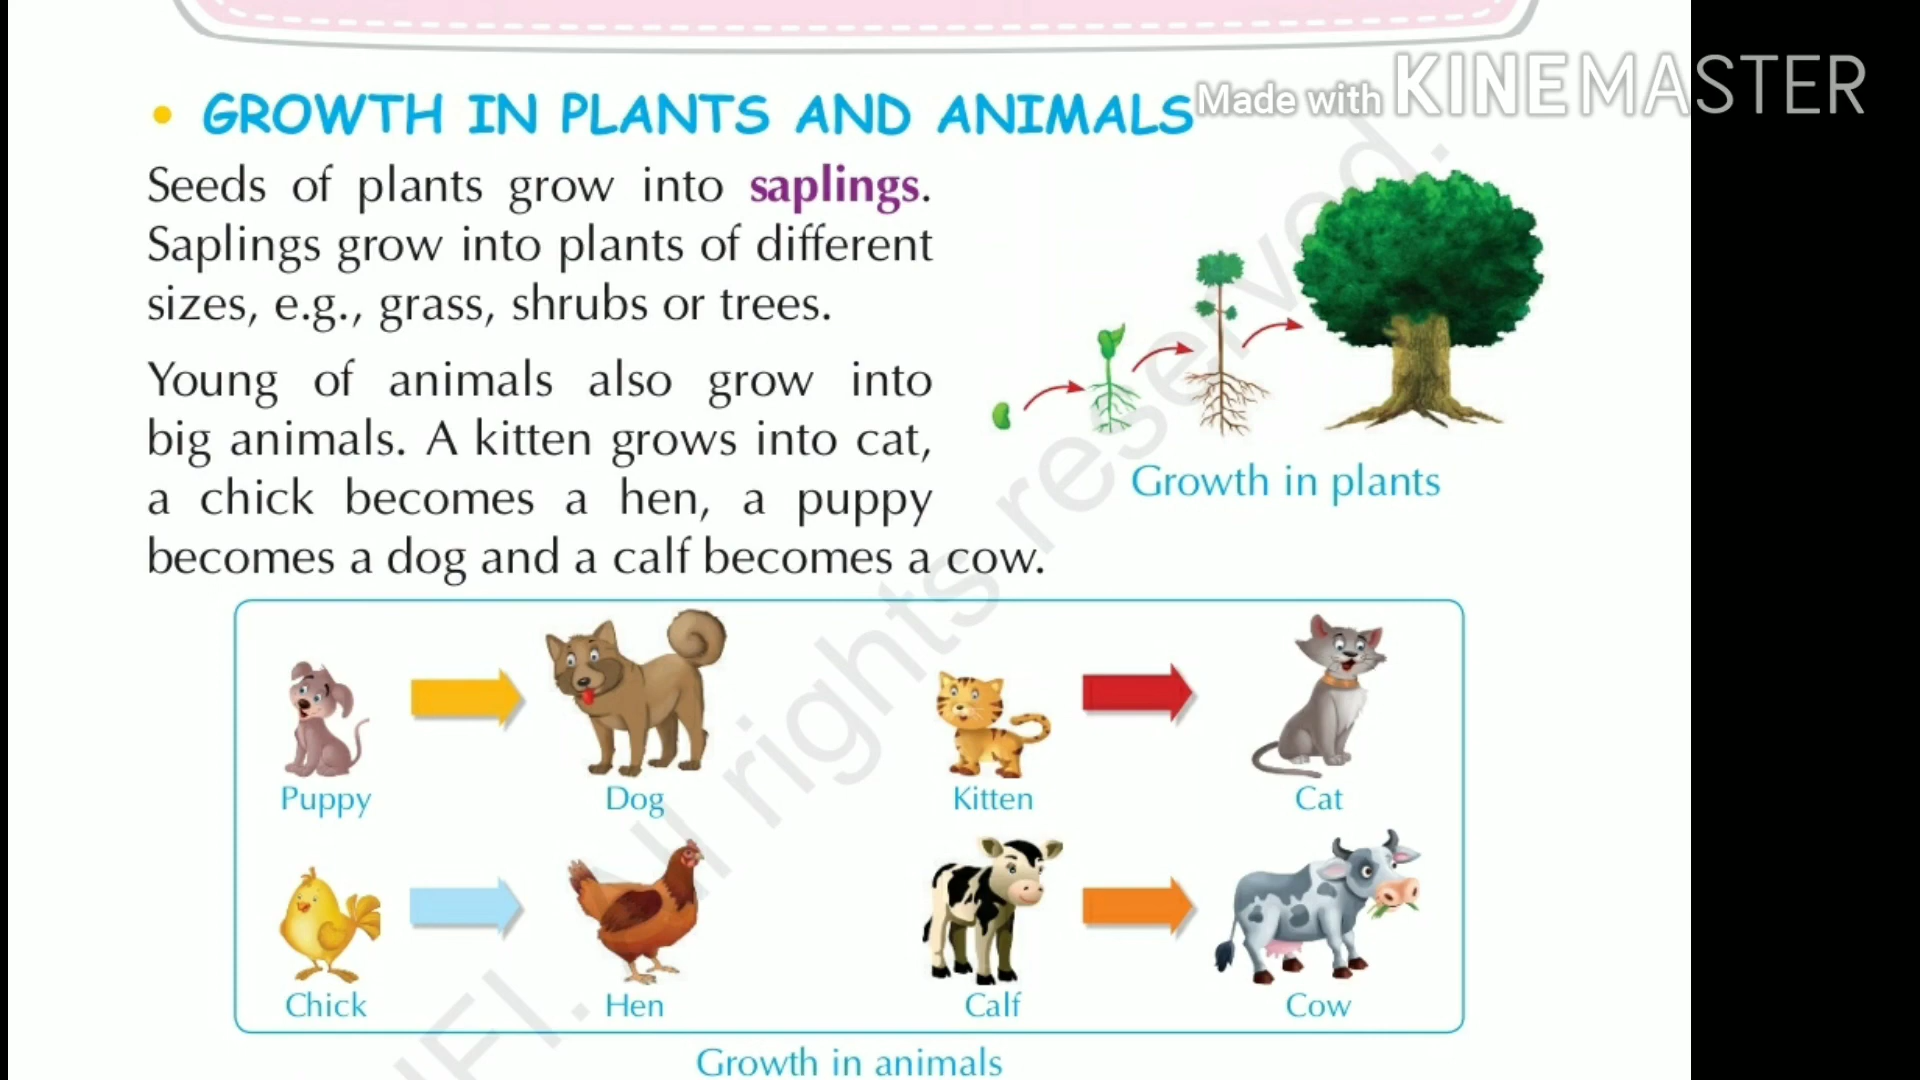 Made with KINEMASTER
• GROWTH IN PLANTS AND ANIMALS
Seeds of plants grow into saplings.
Saplings grow into plants of different
sizes, e.g., grass, shrubs or trees.
Young of animals also grow into
big animals. A kitten grows into cat,
a chick becomes a hen, a puppy
becomes a dog and a calf becomes a cow.
Growth in plants
Puppy
Dog
Kitten
Cat
Chick
Hen
Calf
Cow
Growth in animals
All rights reserved.